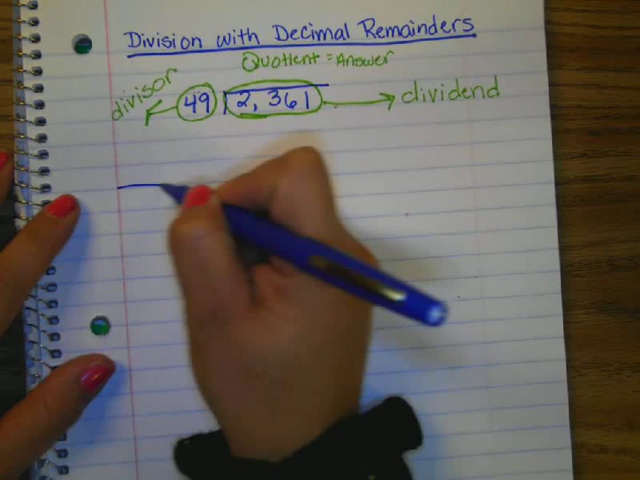 Division with Decimal Remainders
Quotient = Answer
divisor 49 2,361 dividend